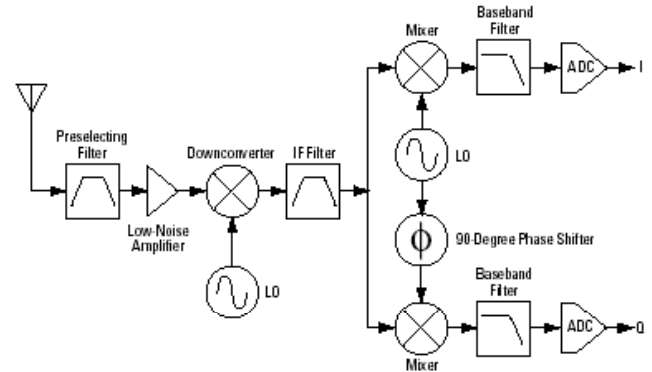 Mixer
Baseband
Filter
ADC
I
Preselecting
Filter
Downconverter
IF Filter
LO
Low-Noise
Amplifier
LO
ϕ
90-Degree Phase Shifter
Baseband
Filter
ADC
Q
Mixer